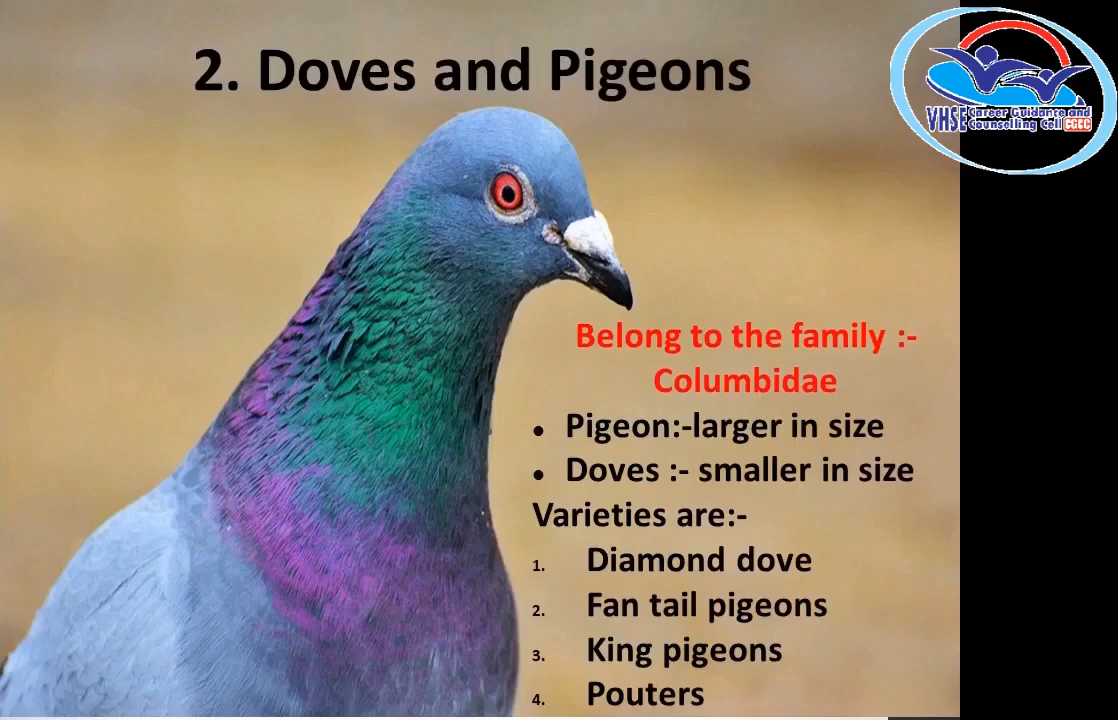 2. Doves and Pigeons
VHSE Career Guidance and
Counselling Cell CGCC
Belong to the family :-
Columbidae
• Pigeon:-larger in size
• Doves :- smaller in size
Varieties are:-
1. Diamond dove
2. Fan tail pigeons
3. King pigeons
4. Pouters